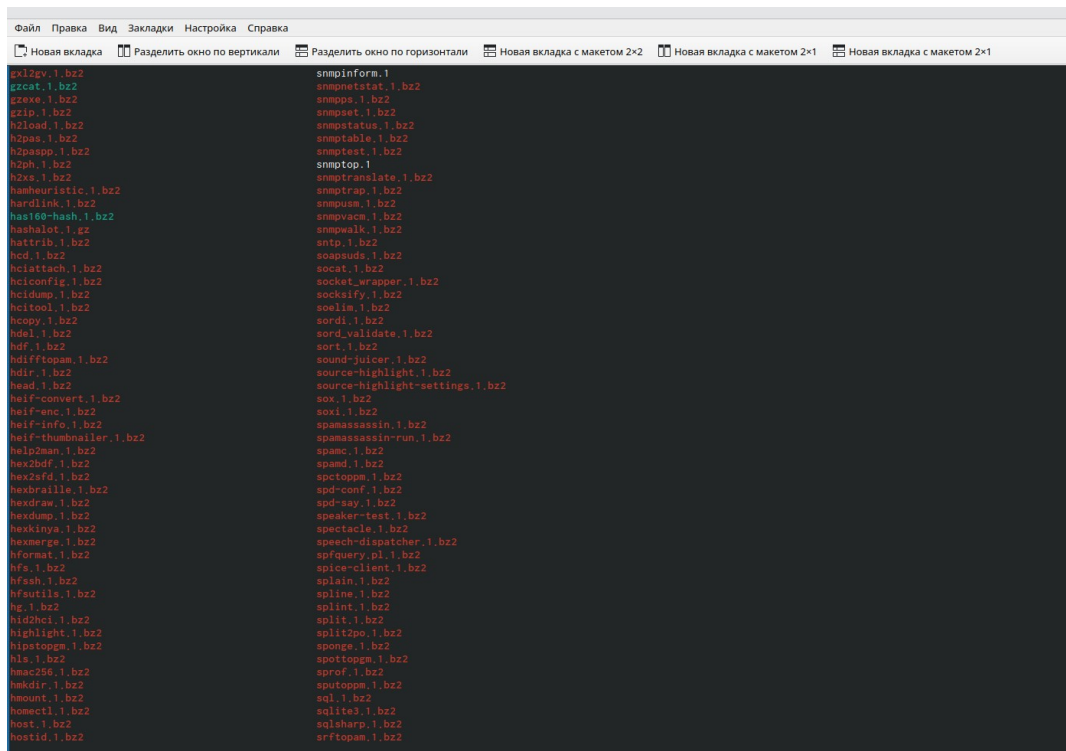 Файл Правка Вид Закладки Настройка Справка
Новая вкладка Разделить окно по вертикали Разделить окно по горизонтали Новая вкладка с макетом 2×2 Новая вкладка с макетом 2×1 Новая вкладка с макетом 2×1
gxl2gv.1.bz2
gzcat.1.bz2
gzexe.1.bz2
gzip.1.bz2
h2load.1.bz2
h2pas.1.bz2
h2paspp.1.bz2
h2ph.1.bz2
h2xs.1.bz2
hamheuristic.1.bz2
hardlink.1.bz2
has160-hash.1.bz2
hashalot.1.gz
hattrib.1.bz2
hcd.1.bz2
hciattach.1.bz2
hciconfig.1.bz2
hcidump.1.bz2
hcitool.1.bz2
hcopy.1.bz2
hdel.1.bz2
hdf.1.bz2
hdifftopam.1.bz2
hdir.1.bz2
head.1.bz2
heif-convert.1.bz2
heif-enc.1.bz2
heif-info.1.bz2
heif-thumbnailer.1.bz2
help2man.1.bz2
hex2bdf.1.bz2
hex2sfd.1.bz2
hexbraille.1.bz2
hexdraw.1.bz2
hexdump.1.bz2
hexkinya.1.bz2
hexmerge.1.bz2
hformat.1.bz2
hfs.1.bz2
hfssh.1.bz2
hfsutils.1.bz2
hg.1.bz2
hid2hci.1.bz2
highlight.1.bz2
hipstopgm.1.bz2
hls.1.bz2
hmac256.1.bz2
hmkdir.1.bz2
hmount.1.bz2
homectl.1.bz2
host.1.bz2
hostid.1.bz2
snmpinform.1
snmpnetstat.1.bz2
snmpps.1.bz2
snmpset.1.bz2
snmpstatus.1.bz2
snmptable.1.bz2
snmptest.1.bz2
snmptop.1
snmptranslate.1.bz2
snmptrap.1.bz2
snmpusm.1.bz2
snmpvacm.1.bz2
snmpwalk.1.bz2
sntp.1.bz2
soapsuds.1.bz2
socat.1.bz2
socket_wrapper.1.bz2
socksify.1.bz2
soelim.1.bz2
sordi.1.bz2
sord_validate.1.bz2
sort.1.bz2
sound-juicer.1.bz2
source-highlight.1.bz2
source-highlight-settings.1.bz2
sox.1.bz2
soxi.1.bz2
spamassassin.1.bz2
spamassassin-run.1.bz2
spamc.1.bz2
spamd.1.bz2
spctoppm.1.bz2
spd-conf.1.bz2
spd-say.1.bz2
speaker-test.1.bz2
spectacle.1.bz2
speech-dispatcher.1.bz2
spfquery.pl.1.bz2
spice-client.1.bz2
splain.1.bz2
spline.1.bz2
splint.1.bz2
split.1.bz2
split2po.1.bz2
sponge.1.bz2
spottopgm.1.bz2
sprof.1.bz2
sputoppm.1.bz2
sql.1.bz2
sqlite3.1.bz2
sqlsharp.1.bz2
srftopam.1.bz2